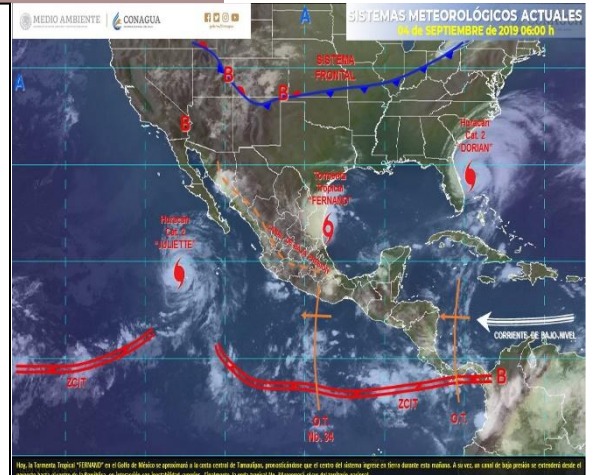 MEDIO AMBIENTE
CONAGUA
SISTEMAS METEOROLÓGICOS ACTUALES
04 de SEPTIEMBRE de 2019 06:00 h
A
A
SISTEMA
FRONTAL
B
B
B
Huracán
Cat. 2
"DORIAN"
Tormenta
Tropical
"FERNAND"
Huracán
"JULIETTE"
CORRIENTE DE BAJO NIVEL
B
ZCIT
ZCIT
O.T.
No. 34
O.T.
Hoy, la Tormenta Tropical "FERNAND" en el Golfo de México se aproximará a la costa central de Tamaulipas, pronosticándose que el centro del sistema ingrese en tierra durante esta mañana. A su vez, un canal de baja presión se extenderá desde el